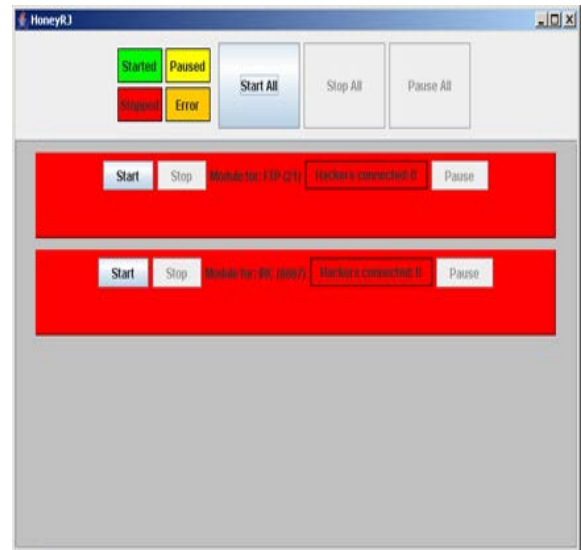 HoneyRJ
Started Paused
Stopped Error
Start All Stop All Pause All
Start Stop Module for: FTP (21) Hackers connected: 0 Pause
Start Stop Module for: IRC Hackers connected: 0 Pause